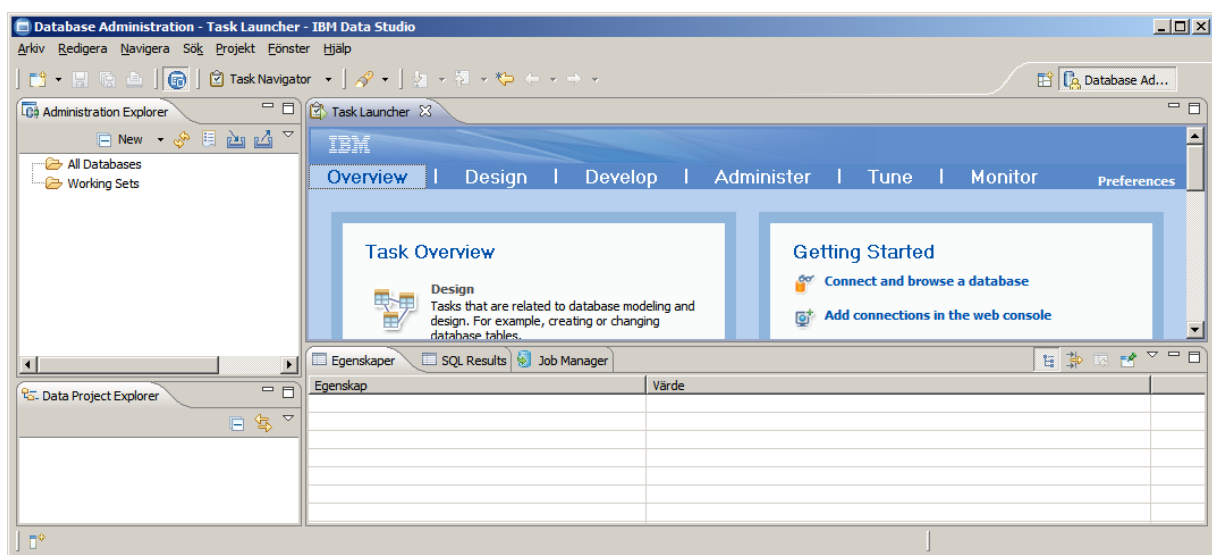 Database Administration - Task Launcher - IBM Data Studio
Arkiv Redigera Navigera Sök Projekt Fönster Hjälp
Task Navigator
Database Ad...
Administration Explorer
New
All Databases
Working Sets
Task Launcher
IBM
Overview | Design | Develop | Administer | Tune | Monitor Preferences
Task Overview
Design
Tasks that are related to database modeling and
design. For example, creating or changing
database tables.
Getting Started
Connect and browse a database
Add connections in the web console
Data Project Explorer
Egenskaper SQL Results Job Manager
Egenskap Värde